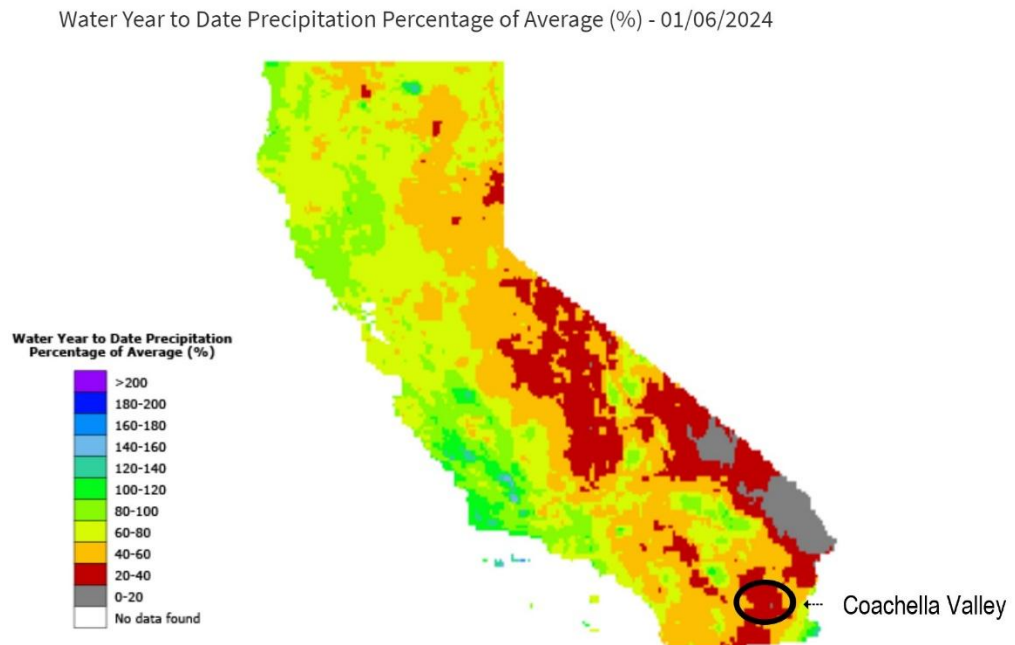 Water Year to Date Precipitation Percentage of Average (%) - 01/06/2024
Water Year to Date Precipitation
Percentage of Average (%)
>200
180-200
160-180
140-160
120-140
100-120
80-100
60-80
40-60
20-40
0-20
No data found
Coachella Valley